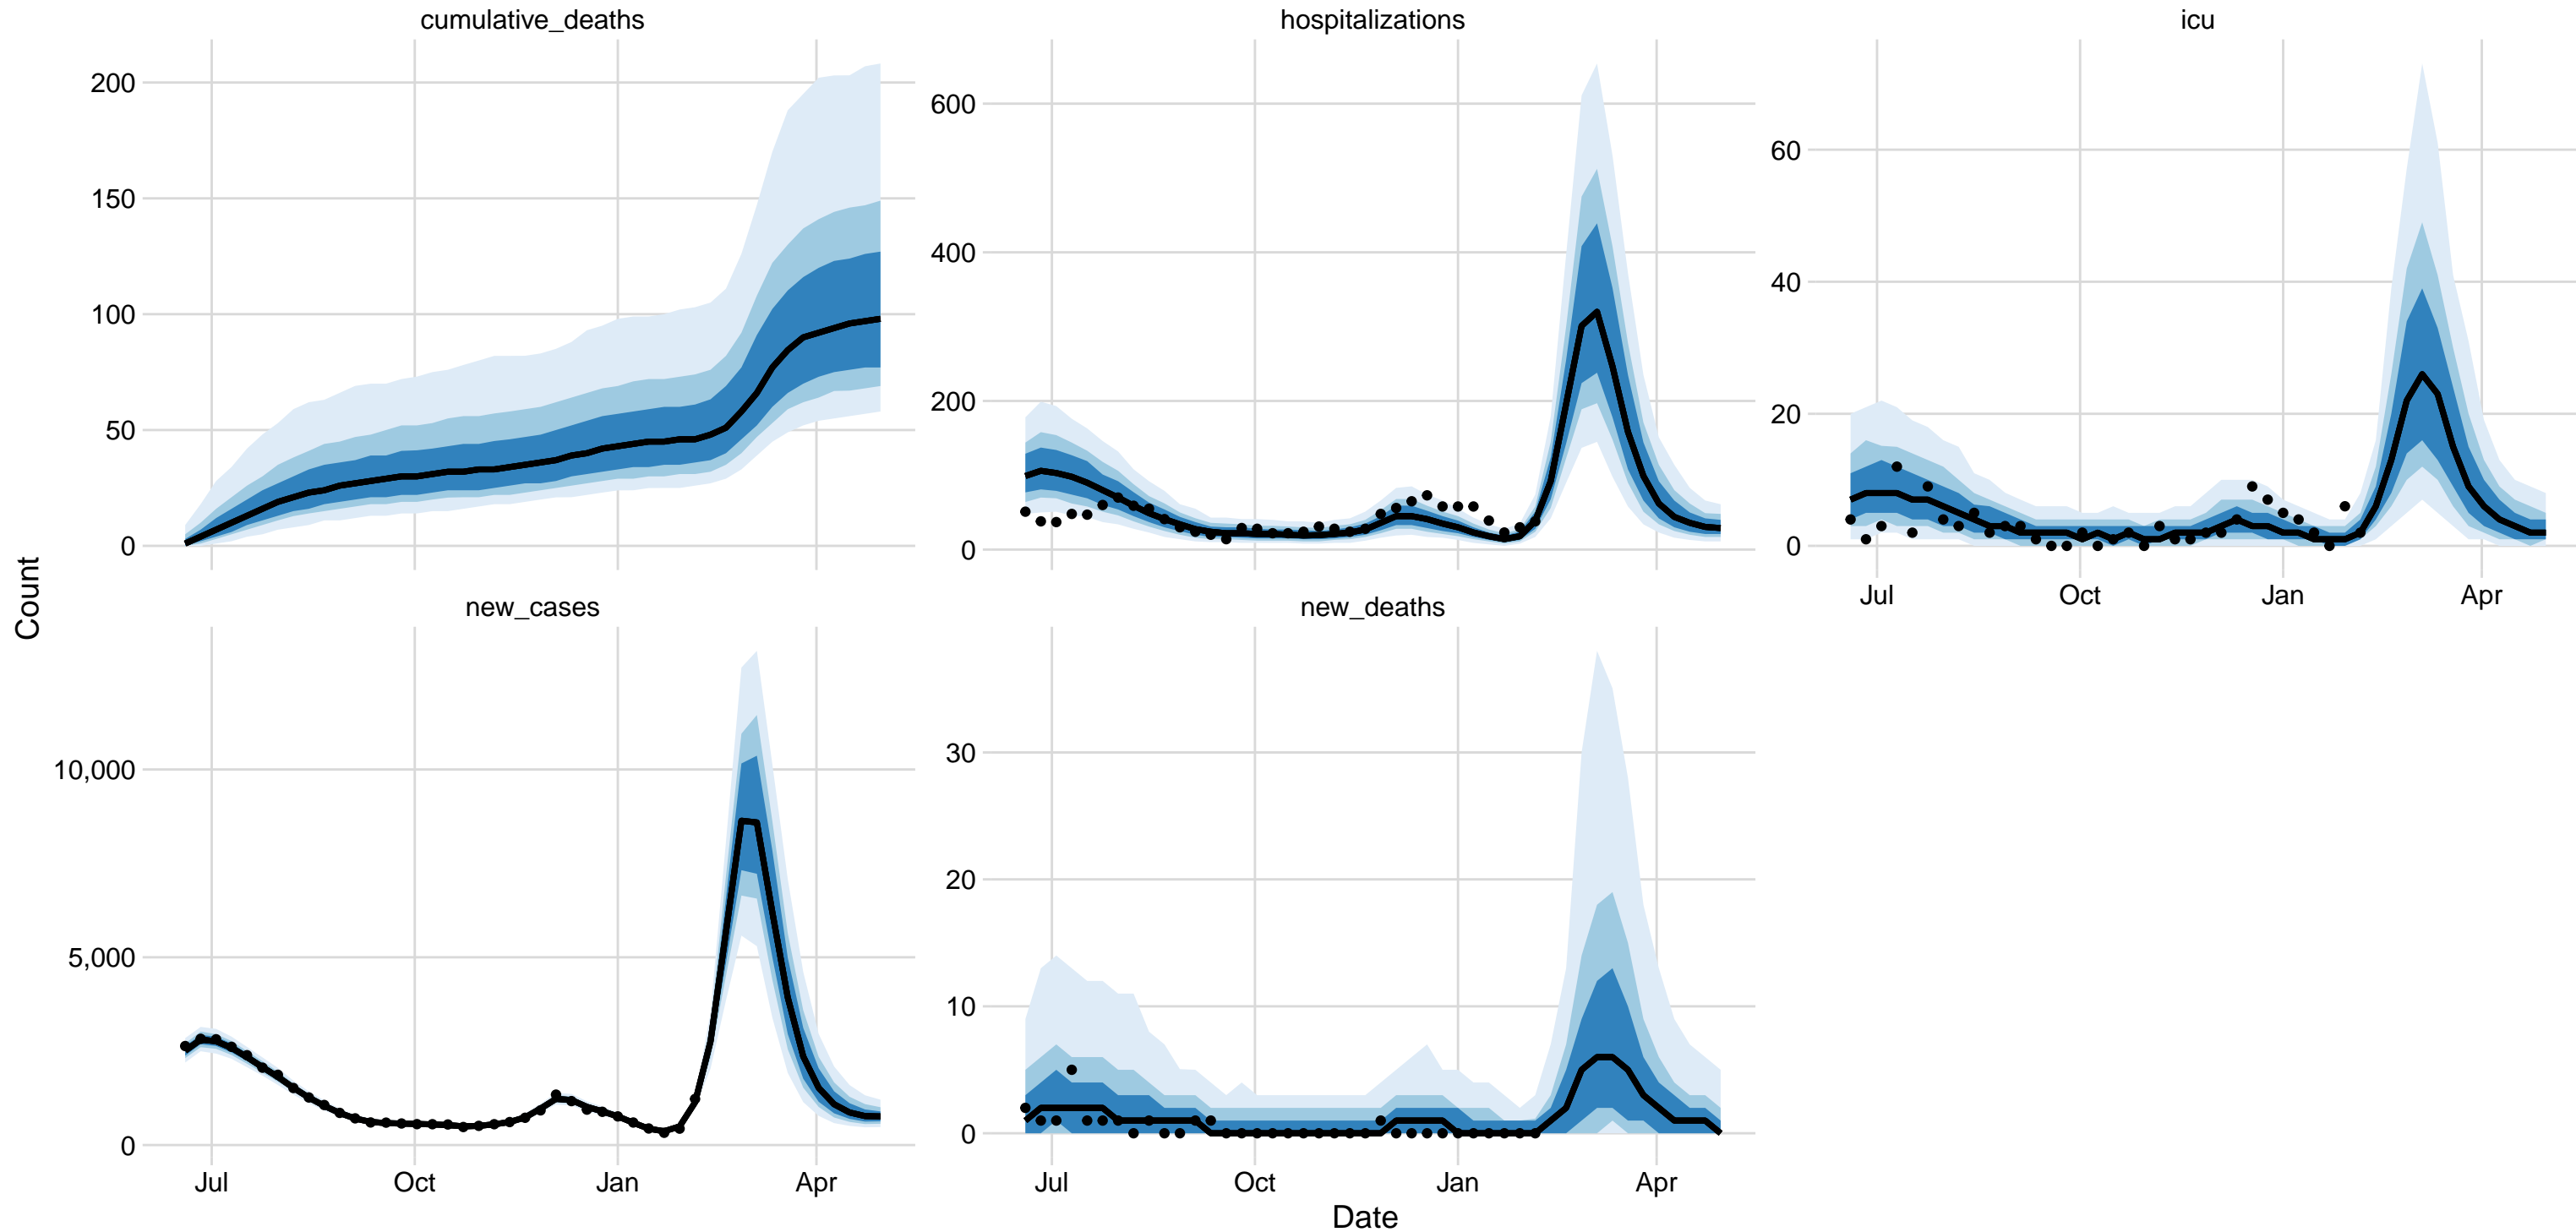 cumulative_deaths
hospitalizations
icu
200
150
100
50
0
600
400
200
0
60
40
20
0
Jul Oct Jan Apr
Count
new_cases
new_deaths
10,000
5,000
0
30
20
10
0
Jul Oct Jan Apr
Jul Oct Jan Apr
Date